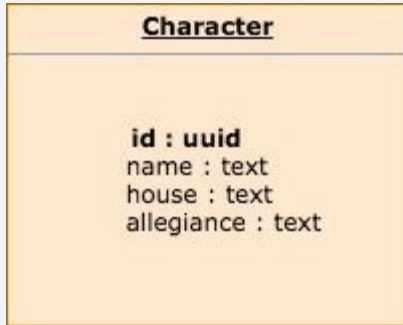 Character
id : uuid
name : text
house : text
allegiance : text